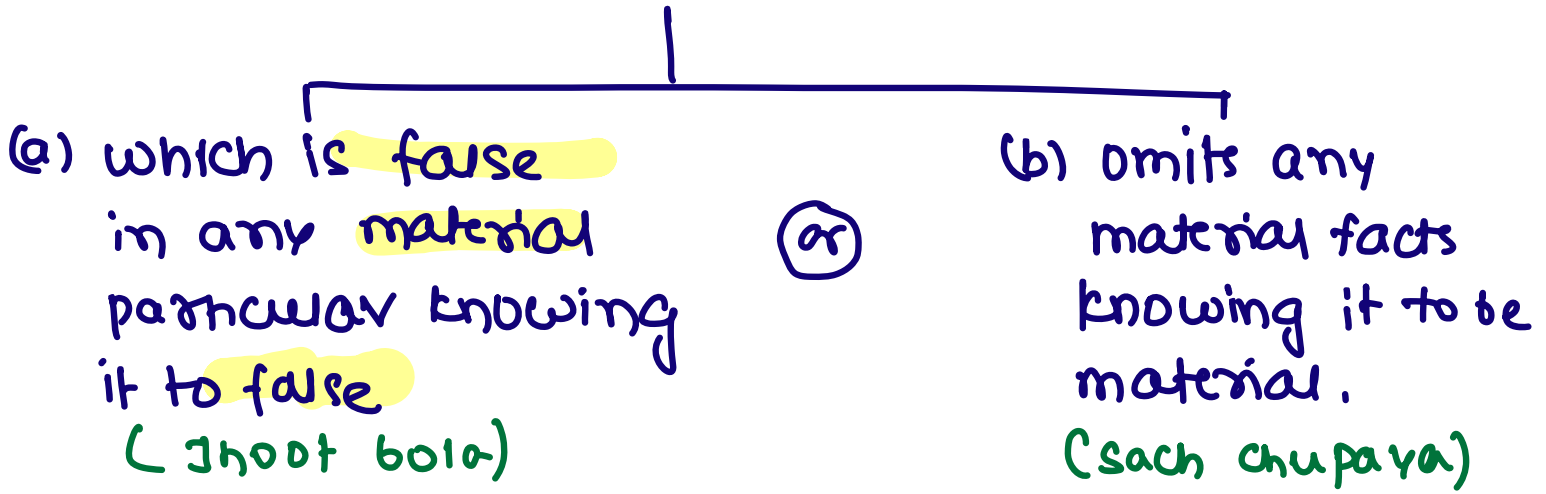 (a) which is false
in any material
particular knowing
it to false
(Jhoot bola)
or
(b) omits any
material facts
knowing it to be
material.
(sach chupaya)